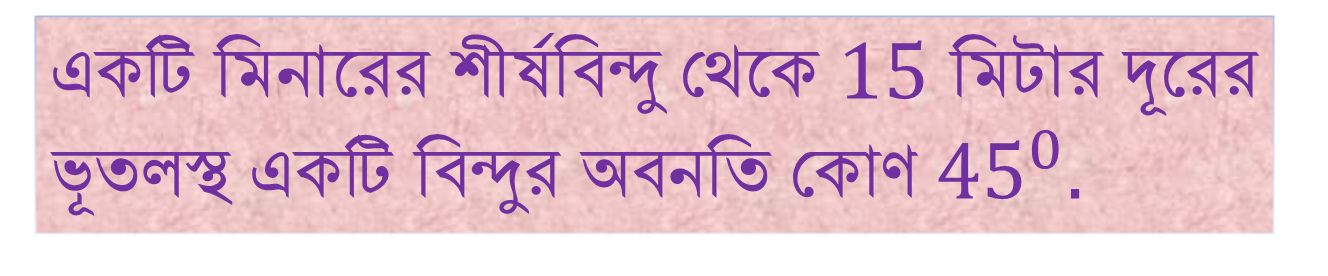 একটি মিনারের শীর্ষবিন্দু থেকে 15 মিটার দূরের
ভূতলস্থ একটি বিন্দুর অবনতি কোণ 45⁰.